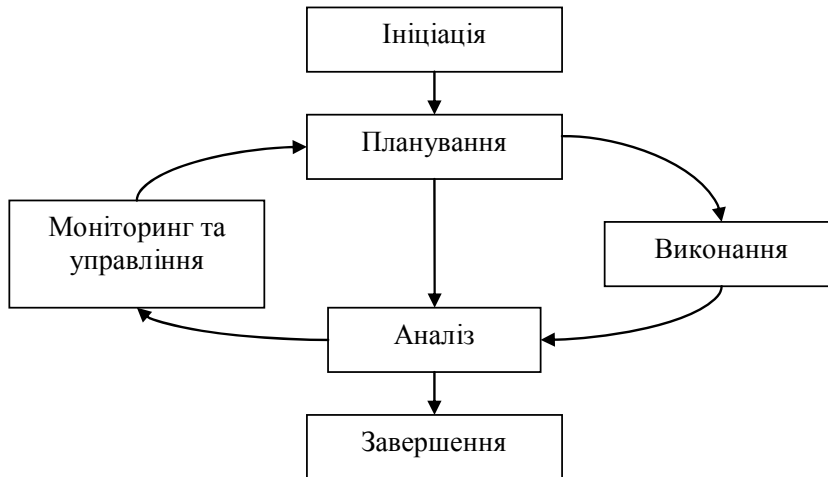 Ініціація
Планування
Моніторинг та
управління
Виконання
Аналіз
Завершення